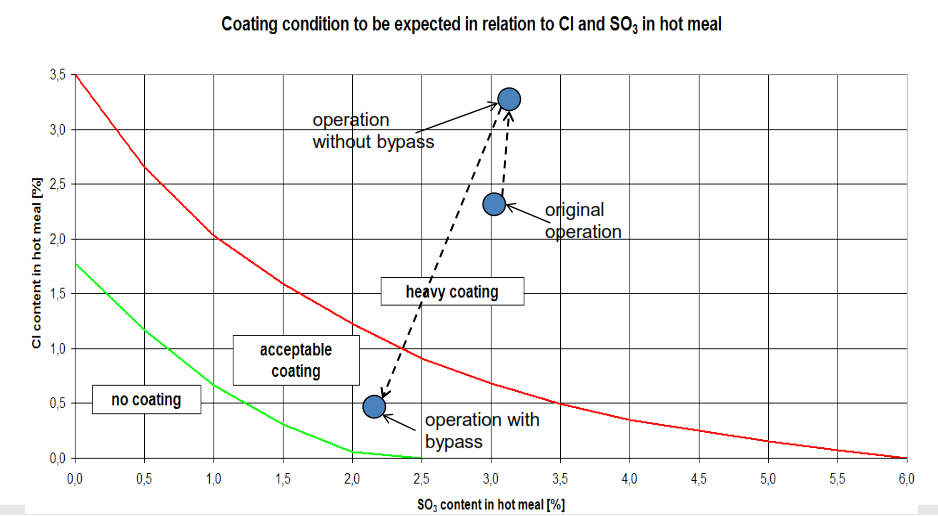 Coating condition to be expected in relation to Cl and SO₃ in hot meal
Cl content in hot meal [%]
3,5
3,0
2,5
2,0
1,5
1,0
0,5
0,0
operation
without bypass
original
operation
heavy coating
acceptable
coating
no coating
operation with
bypass
0,0 0,5 1,0 1,5 2,0 2,5 3,0 3,5 4,0 4,5 5,0 5,5 6,0
SO₃ content in hot meal [%]